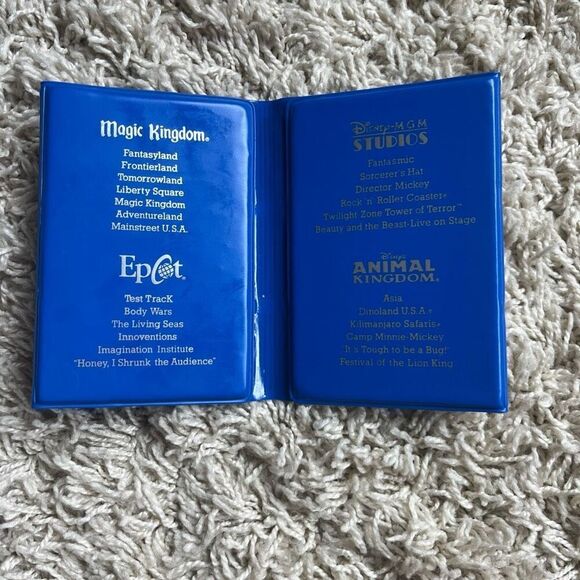 Magic Kingdom®
Fantasyland
Frontierland
Tomorrowland
Liberty Square
Magic Kingdom
Adventureland
Mainstreet U.S.A.
Epcot®
Test TracK
Body Wars
The Living Seas
Innoventions
Imagination Institute
"Honey, I Shrunk the Audience"
Disney-MGM
STUDIOS
Fantasmic
Sorcerer's Hat
Director Mickey
Rock 'n' Roller Coaster®
Twilight Zone Tower of Terror™
Beauty and the Beast-Live on Stage
Disney's
ANIMAL
KINGDOM®
Asia
Dinoland U.S.A.®
Kilimanjaro Safaris®
Camp Minnie-Mickey
"It's Tough to be a Bug!"
Festival of the Lion King